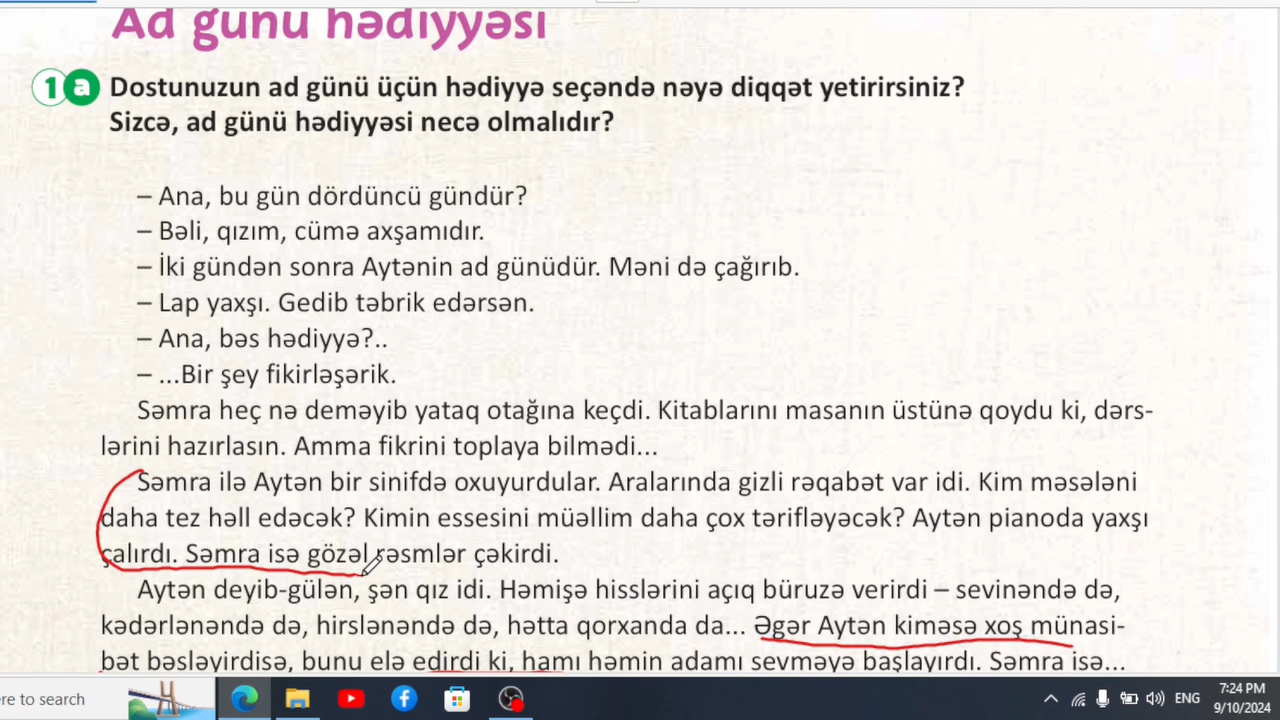 Ad günü hədiyyəsi
1 a Dostunuzun ad günü üçün hədiyyə seçəndə nəyə diqqət yetirirsiniz?
Sizcə, ad günü hədiyyəsi necə olmalıdır?
– Ana, bu gün dördüncü gündür?
– Bəli, qızım, cümə axşamıdır.
– İki gündən sonra Aytənin ad günüdür. Məni də çağırıb.
– Lap yaxşı. Gedib təbrik edərsən.
– Ana, bəs hədiyyə?..
– ...Bir şey fikirləşərik.
Səmra heç nə deməyib yataq otağına keçdi. Kitablarını masanın üstünə qoydu ki, dərs-
lərini hazırlasın. Amma fikrini toplaya bilmədi...
Səmra ilə Aytən bir sinifdə oxuyurdular. Aralarında gizli rəqabət var idi. Kim məsələni
daha tez həll edəcək? Kimin essesini müəllim daha çox tərifləyəcək? Aytən pianoda yaxşı
çalırdı. Səmra isə gözəl rəsmlər çəkirdi.
Aytən deyib-gülən, şən qız idi. Həmişə hisslərini açıq büruzə verirdi – sevinəndə də,
kədərlənəndə də, hirslənəndə də, hətta qorxanda da... Əgər Aytən kiməsə xoş münasi-
bət bəsləyirdisə, bunu elə edirdi ki, hamı həmin adamı sevməyə başlayırdı. Səmra isə...
re to search
ENG
7:24 PM
9/10/2024